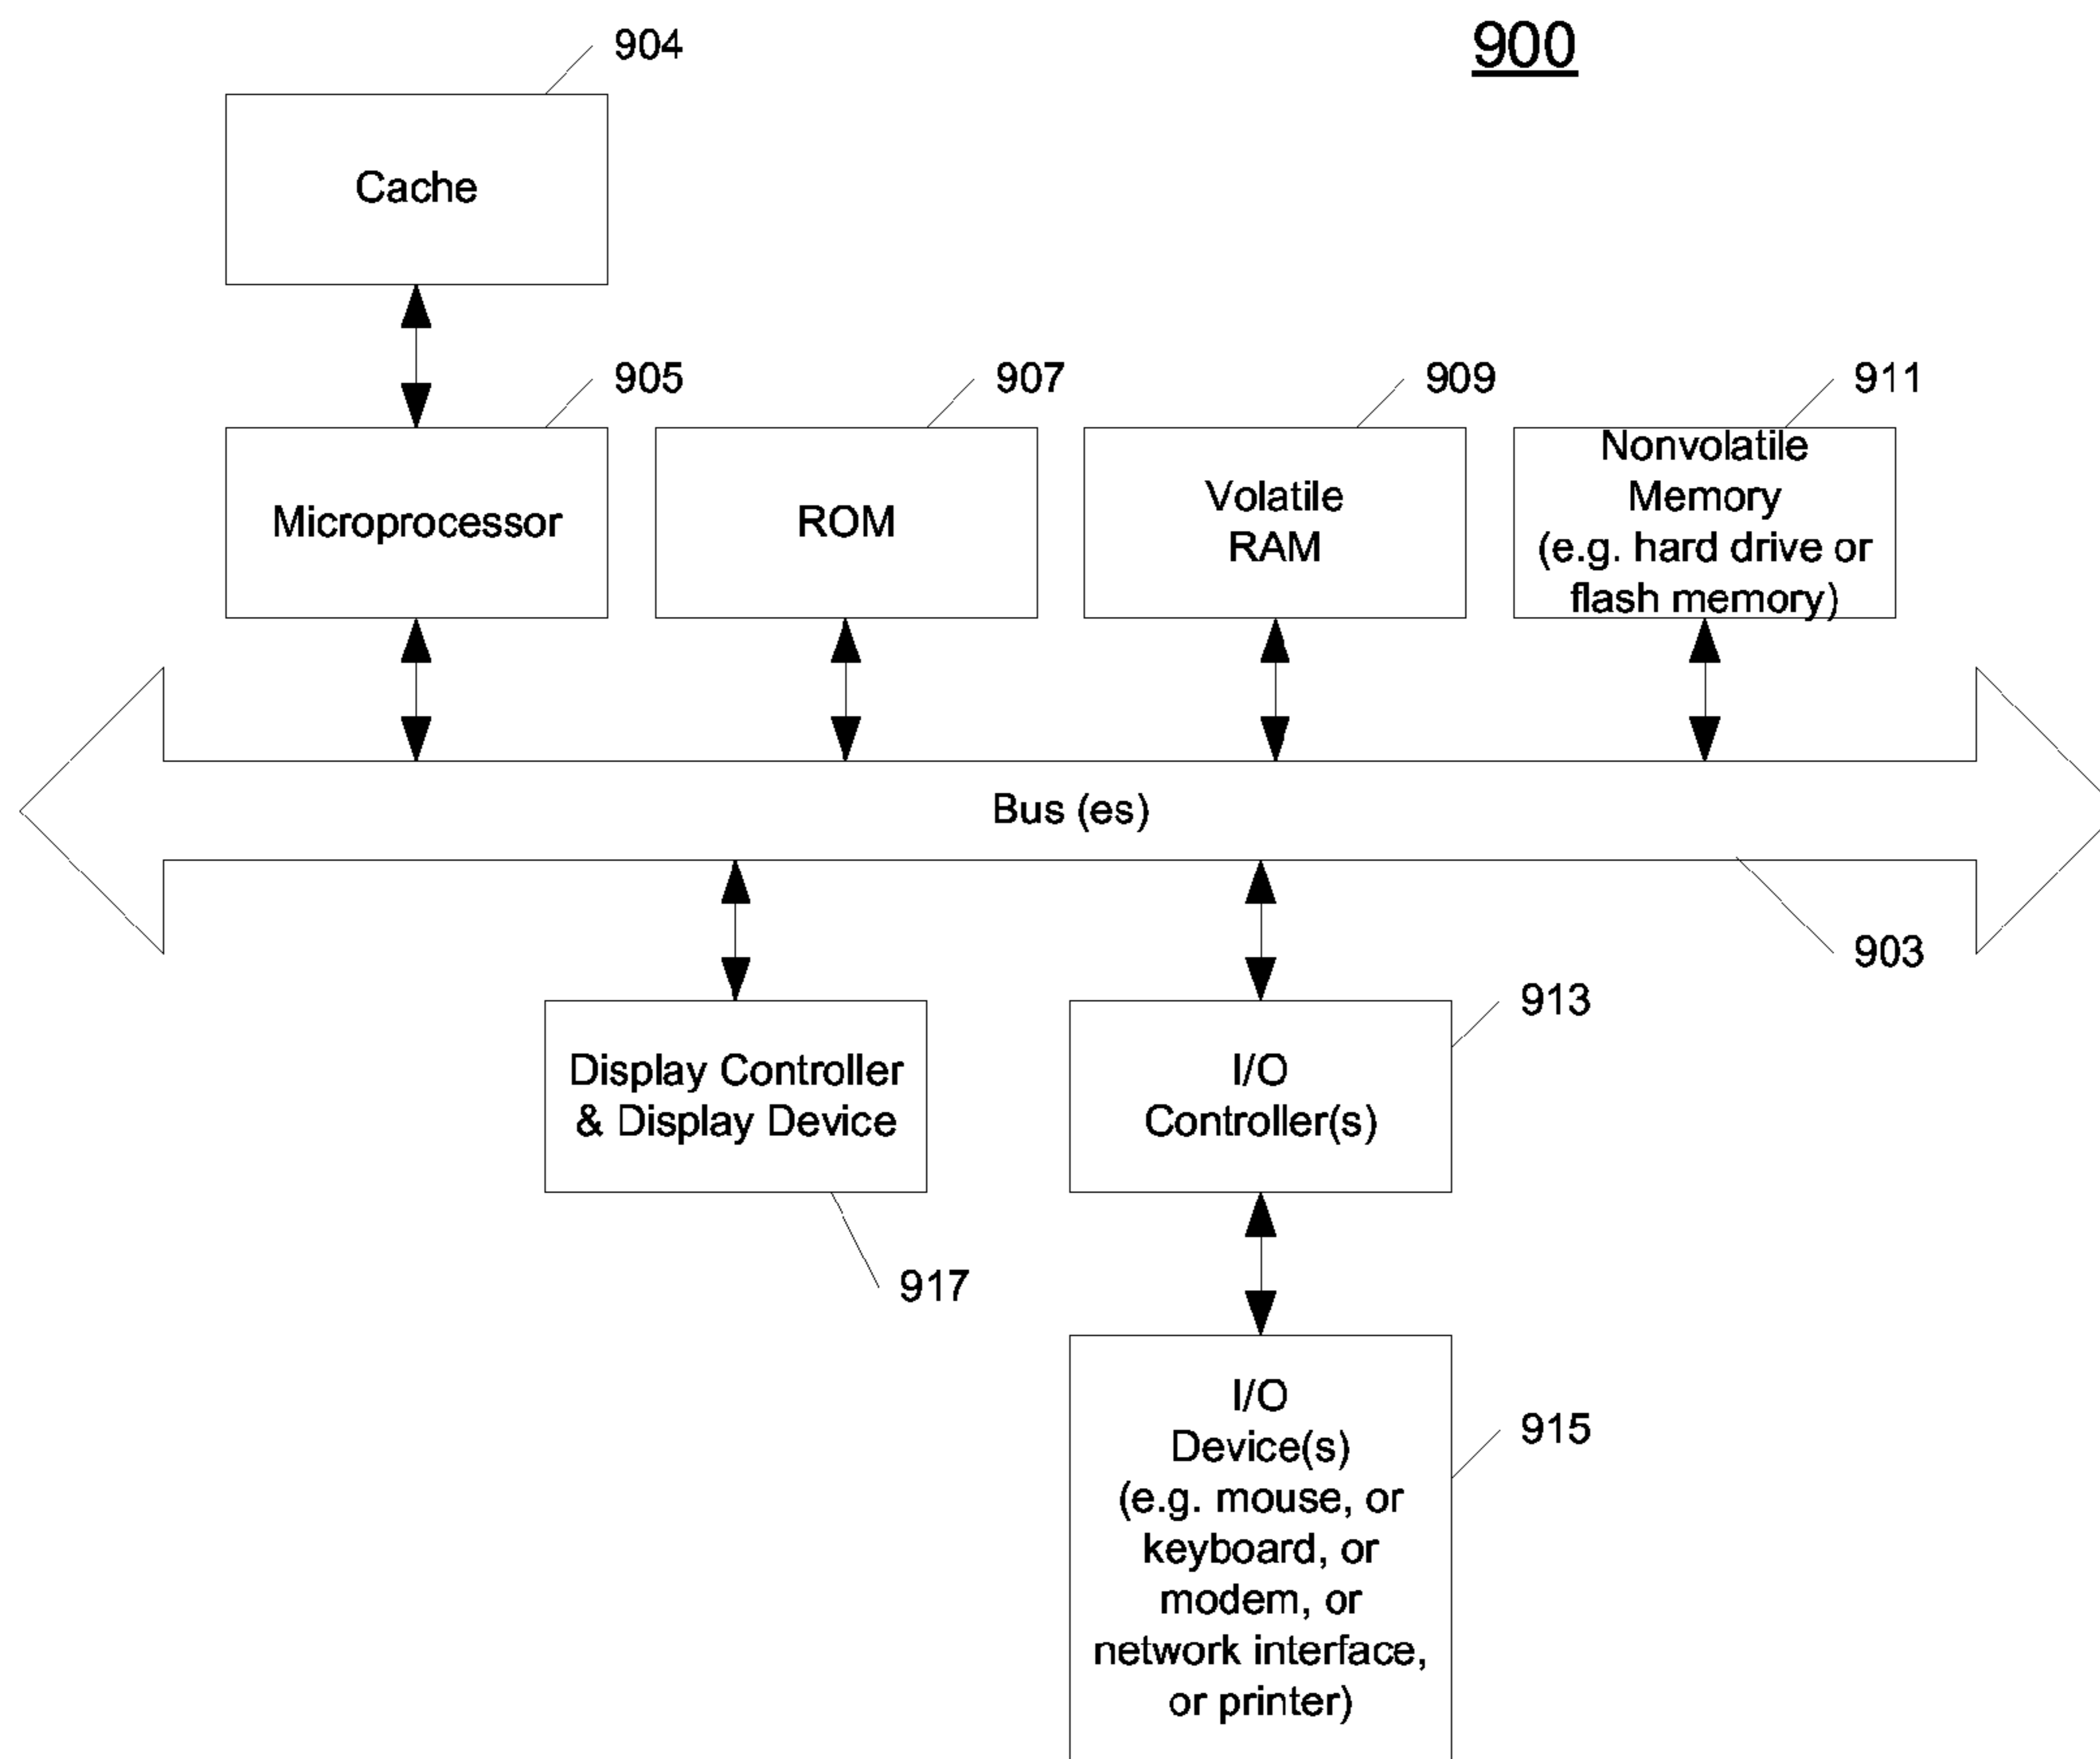 900
904
Cache
905
907
909
911
Microprocessor
ROM
Volatile
RAM
Nonvolatile
Memory
(e.g. hard drive or
flash memory)
Bus (es)
903
913
Display Controller
& Display Device
I/O
Controller(s)
917
915
I/O
Device(s)
(e.g. mouse, or
keyboard, or
modem, or
network interface,
or printer)